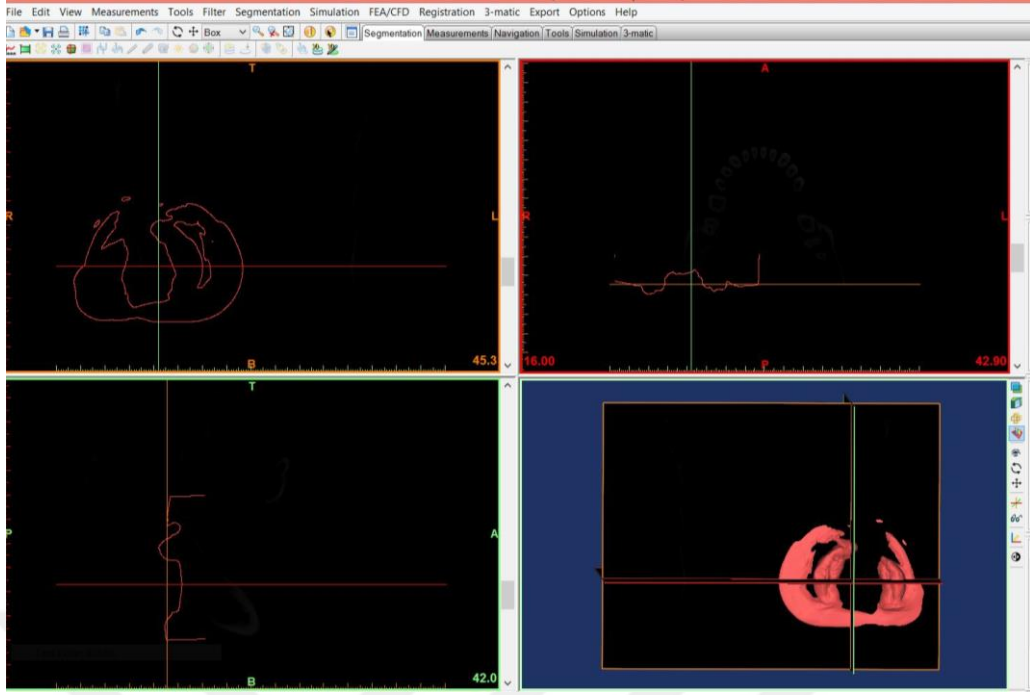 File Edit View Measurements Tools Filter Segmentation Simulation FEA/CFD Registration 3-matic Export Options Help
Box Segmentation Measurements Navigation Tools Simulation 3-matic
T
R
L
B
45.3
A
R
L
16.00
P
42.90
T
P
A
B
42.0